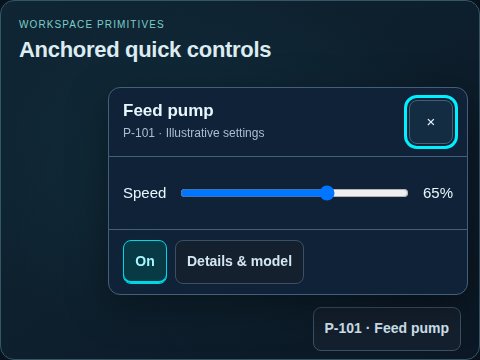 WORKSPACE PRIMITIVES
Anchored quick controls
Feed pump
P-101 · Illustrative settings
×
Speed 65%
On Details & model
P-101 · Feed pump